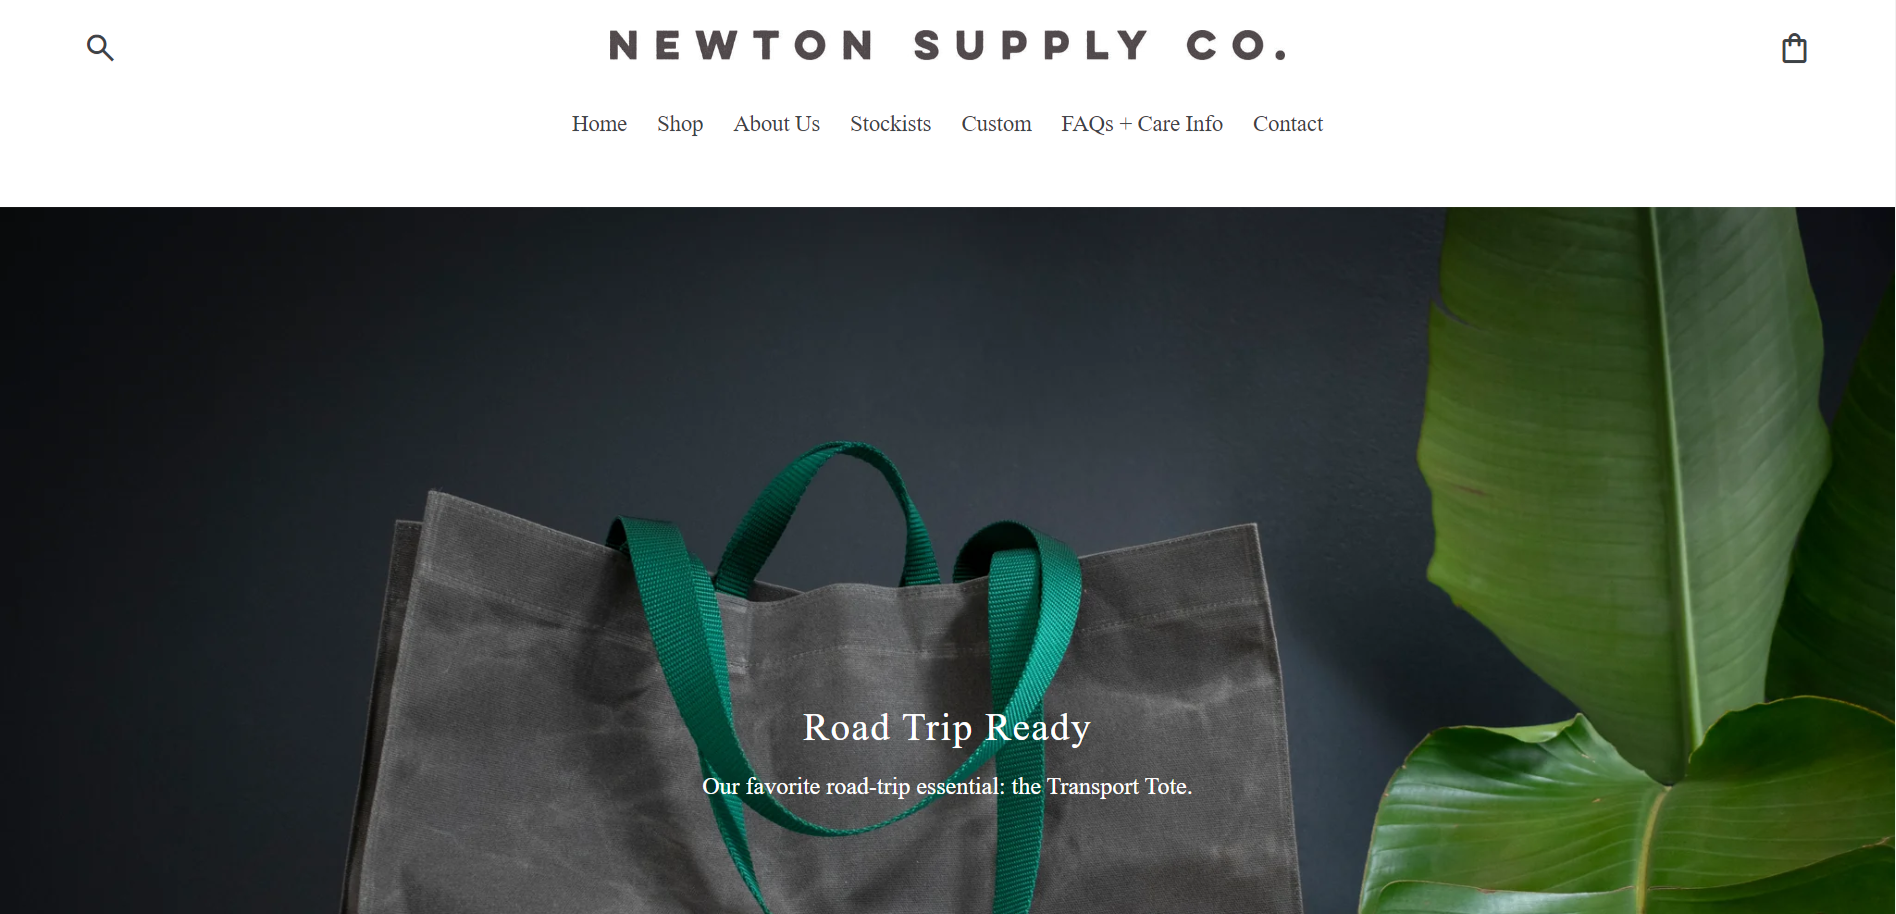 NEWTON SUPPLY CO.
Home Shop About Us Stockists Custom FAQs + Care Info Contact
Road Trip Ready
Our favorite road-trip essential: the Transport Tote.